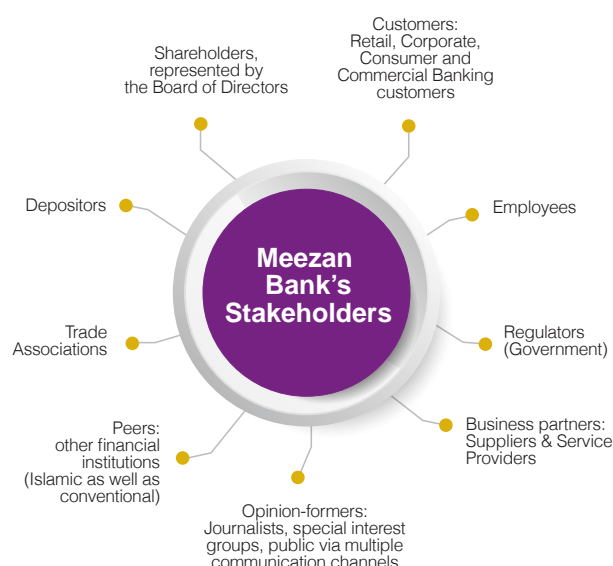 Customers:
Retail, Corporate,
Consumer and
Commercial Banking
customers
Shareholders,
represented by
the Board of Directors
Depositors
Employees
Meezan
Bank's
Stakeholders
Trade
Associations
Regulators
(Government)
Peers:
other financial
institutions
(Islamic as well as
conventional)
Business partners:
Suppliers & Service
Providers
Opinion-formers:
Journalists, special interest
groups, public via multiple
communication channels